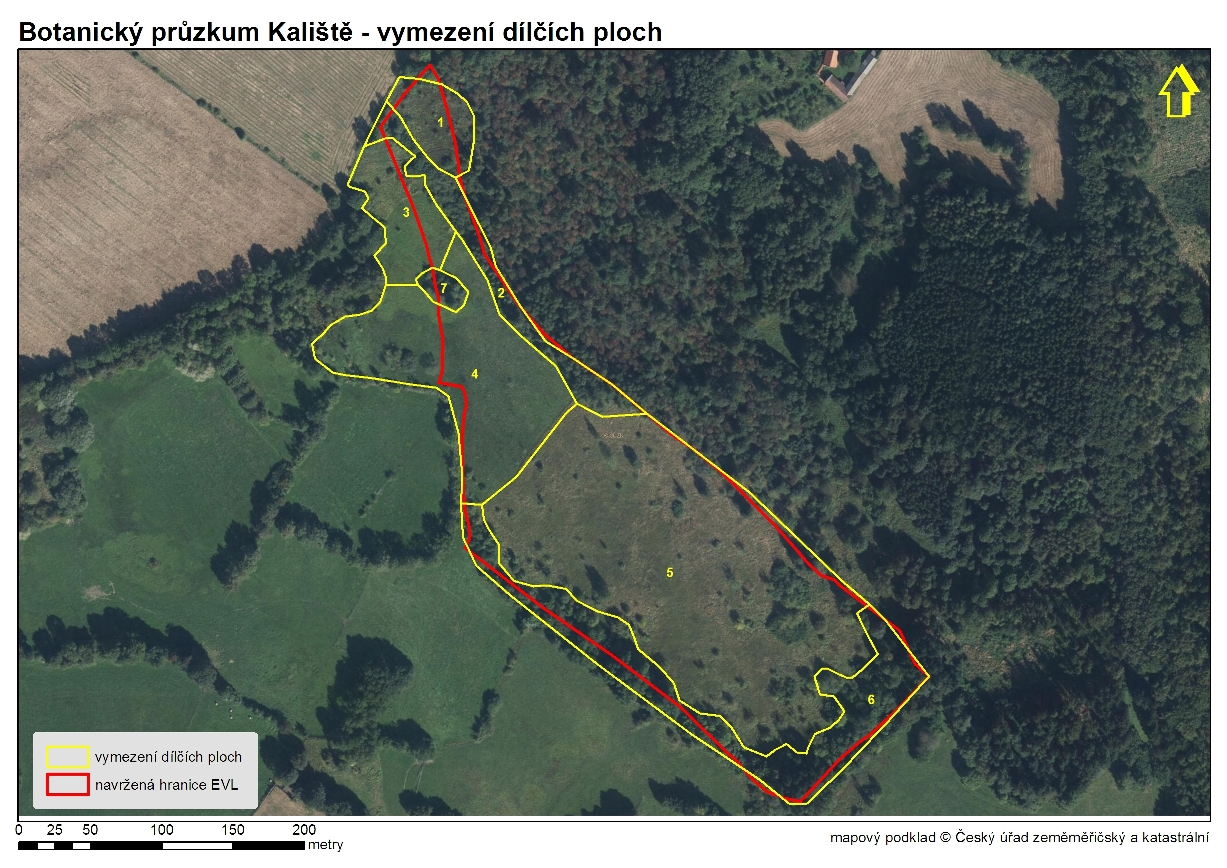 Botanický průzkum Kaliště - vymezení dílčích ploch
1
3
7
2
4
5
6
vymezení dílčích ploch
navržená hranice EVL
0 25 50 100 150 200
metry
mapový podklad © Český úřad zeměměřičský a katastrální